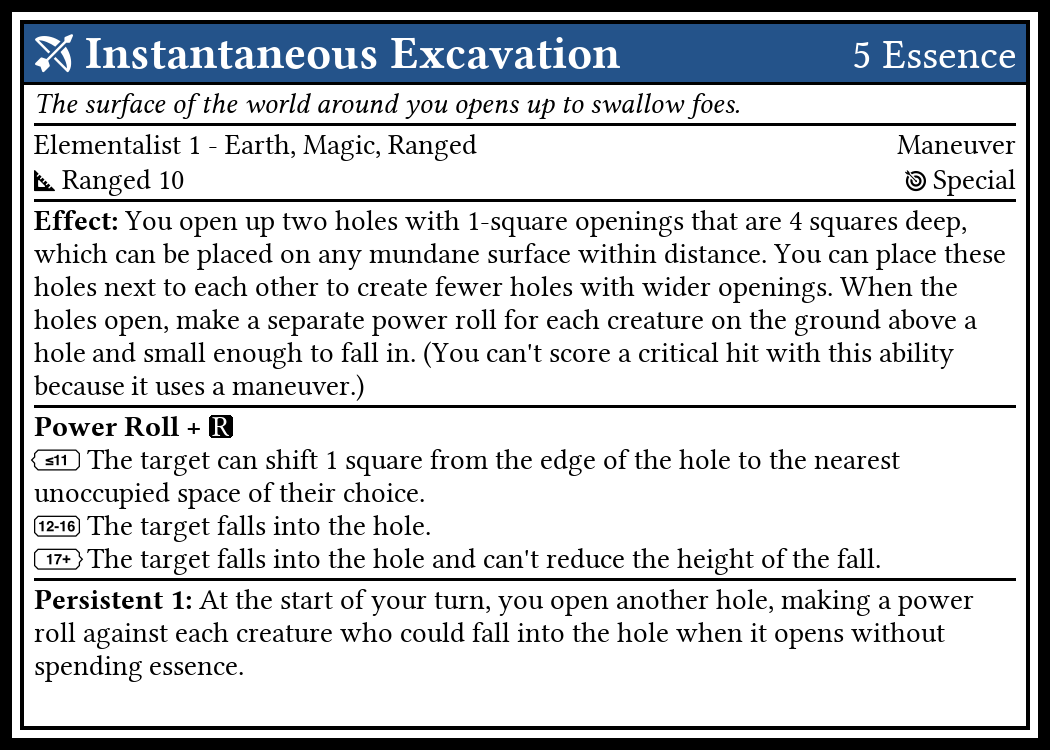 Instantaneous Excavation 5 Essence
The surface of the world around you opens up to swallow foes.
Elementalist 1 - Earth, Magic, Ranged Maneuver
Ranged 10 Special
Effect: You open up two holes with 1-square openings that are 4 squares deep,
which can be placed on any mundane surface within distance. You can place these
holes next to each other to create fewer holes with wider openings. When the
holes open, make a separate power roll for each creature on the ground above a
hole and small enough to fall in. (You can't score a critical hit with this ability
because it uses a maneuver.)
Power Roll + R
≤11 The target can shift 1 square from the edge of the hole to the nearest
unoccupied space of their choice.
12-16 The target falls into the hole.
17+ The target falls into the hole and can't reduce the height of the fall.
Persistent 1: At the start of your turn, you open another hole, making a power
roll against each creature who could fall into the hole when it opens without
spending essence.